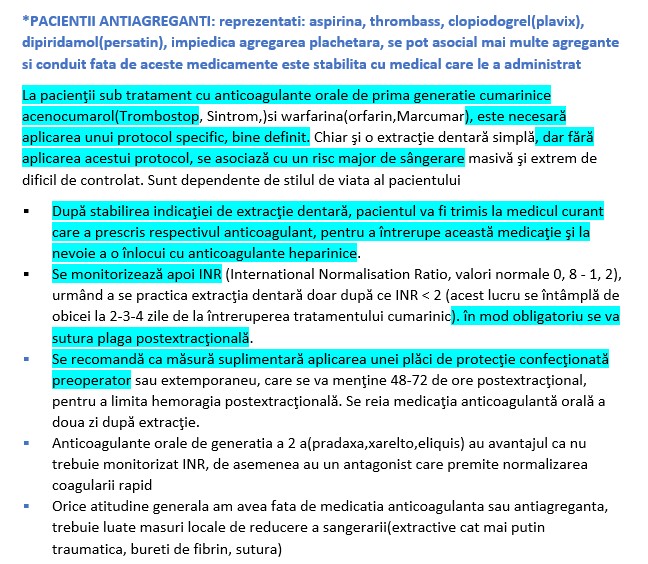 *PACIENTII ANTIAGREGANTI: reprezentati: aspirina, thrombass, clopiodogrel(plavix),
dipiridamol(persatin), impiedica agregarea plachetara, se pot asocial mai multe agregante
si conduit fata de aceste medicamente este stabilita cu medical care le a administrat
La pacienţii sub tratament cu anticoagulante orale de prima generatie cumarinice
acenocumarol(Trombostop, Sintrom,)si warfarina(orfarin,Marcumar), este necesară
aplicarea unui protocol specific, bine definit. Chiar şi o extracţie dentară simplă, dar fără
aplicarea acestui protocol, se asociază cu un risc major de sângerare masivă şi extrem de
dificil de controlat. Sunt dependente de stilul de viata al pacientului
▪ După stabilirea indicaţiei de extracţie dentară, pacientul va fi trimis la medicul curant
care a prescris respectivul anticoagulant, pentru a întrerupe această medicaţie şi la
nevoie a o înlocui cu anticoagulante heparinice.
▪ Se monitorizează apoi INR (International Normalisation Ratio, valori normale 0, 8 - 1, 2),
urmând a se practica extracţia dentară doar după ce INR < 2 (acest lucru se întâmplă de
obicei la 2-3-4 zile de la întreruperea tratamentului cumarinic). în mod obligatoriu se va
sutura plaga postextracţională.
▪ Se recomandă ca măsură suplimentară aplicarea unei plăci de protecţie confecţionată
preoperator sau extemporaneu, care se va menţine 48-72 de ore postextracţional,
pentru a limita hemoragia postextracţională. Se reia medicaţia anticoagulantă orală a
doua zi după extracţie.
▪ Anticoagulante orale de generatia a 2 a(pradaxa,xarelto,eliquis) au avantajul ca nu
trebuie monitorizat INR, de asemenea au un antagonist care premite normalizarea
coagularii rapid
▪ Orice atitudine generala am avea fata de medicatia anticoagulanta sau antiagreganta,
trebuie luate masuri locale de reducere a sangerarii(extractive cat mai putin
traumatica, bureti de fibrin, sutura)